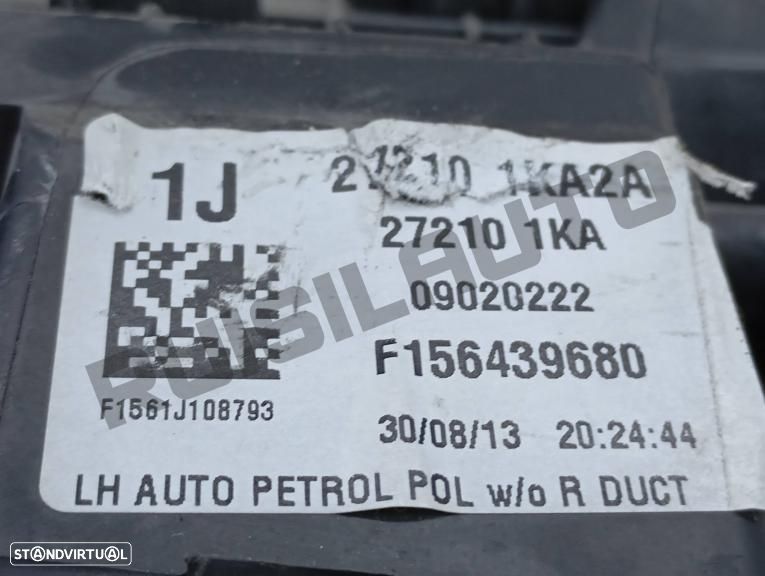 1J 27210 1KA2A
27210 1KA
09020222
F156439680
F1561J108793
30/08/13 20:24:44
LH AUTO PETROL POL w/o R DUCT
RUISILAUTO
STANDVIRTUAL